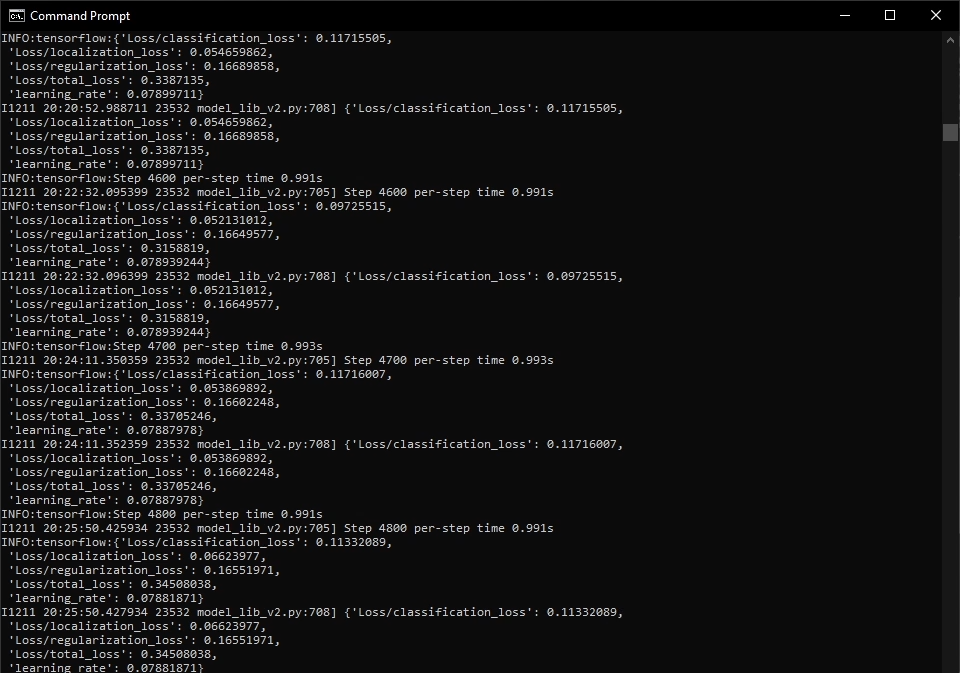 Command Prompt
INFO:tensorflow:{'Loss/classification_loss': 0.11715505,
'Loss/localization_loss': 0.054659862,
'Loss/regularization_loss': 0.16689858,
'Loss/total_loss': 0.3387135,
'learning_rate': 0.07899711}
I1211 20:20:52.988711 23532 model_lib_v2.py:708] {'Loss/classification_loss': 0.11715505,
'Loss/localization_loss': 0.054659862,
'Loss/regularization_loss': 0.16689858,
'Loss/total_loss': 0.3387135,
'learning_rate': 0.07899711}
INFO:tensorflow:Step 4600 per-step time 0.991s
I1211 20:22:32.095399 23532 model_lib_v2.py:705] Step 4600 per-step time 0.991s
INFO:tensorflow:{'Loss/classification_loss': 0.09725515,
'Loss/localization_loss': 0.052131012,
'Loss/regularization_loss': 0.16649577,
'Loss/total_loss': 0.3158819,
'learning_rate': 0.078939244}
I1211 20:22:32.096399 23532 model_lib_v2.py:708] {'Loss/classification_loss': 0.09725515,
'Loss/localization_loss': 0.052131012,
'Loss/regularization_loss': 0.16649577,
'Loss/total_loss': 0.3158819,
'learning_rate': 0.078939244}
INFO:tensorflow:Step 4700 per-step time 0.993s
I1211 20:24:11.350359 23532 model_lib_v2.py:705] Step 4700 per-step time 0.993s
INFO:tensorflow:{'Loss/classification_loss': 0.11716007,
'Loss/localization_loss': 0.053869892,
'Loss/regularization_loss': 0.16602248,
'Loss/total_loss': 0.33705246,
'learning_rate': 0.07887978}
I1211 20:24:11.352359 23532 model_lib_v2.py:708] {'Loss/classification_loss': 0.11716007,
'Loss/localization_loss': 0.053869892,
'Loss/regularization_loss': 0.16602248,
'Loss/total_loss': 0.33705246,
'learning_rate': 0.07887978}
INFO:tensorflow:Step 4800 per-step time 0.991s
I1211 20:25:50.425934 23532 model_lib_v2.py:705] Step 4800 per-step time 0.991s
INFO:tensorflow:{'Loss/classification_loss': 0.11332089,
'Loss/localization_loss': 0.06623977,
'Loss/regularization_loss': 0.16551971,
'Loss/total_loss': 0.34508038,
'learning_rate': 0.07881871}
I1211 20:25:50.427934 23532 model_lib_v2.py:708] {'Loss/classification_loss': 0.11332089,
'Loss/localization_loss': 0.06623977,
'Loss/regularization_loss': 0.16551971,
'Loss/total_loss': 0.34508038,
'learning_rate': 0.07881871}